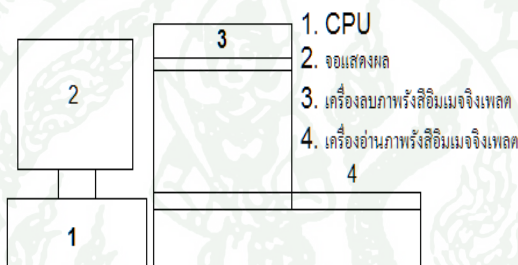 1. CPU
2. จอแสดงผล
3. เครื่องลบภาพรังสีอิมเมจจิงเพลต
4. เครื่องอ่านภาพรังสีอิมเมจจิงเพลต
3
2
4
1